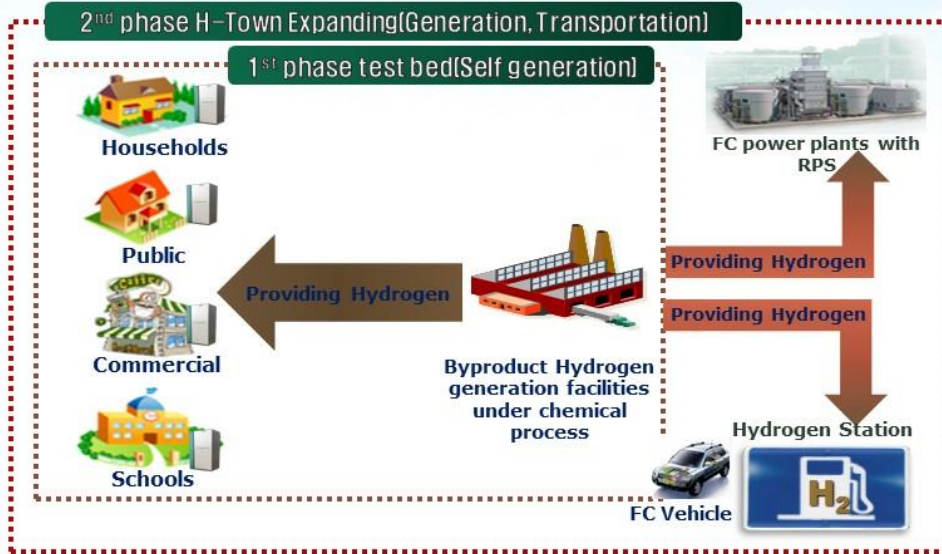 2nd phase H-Town Expanding(Generation, Transportation)
1st phase test bed(Self generation)
Households
Public
Commercial
Schools
Providing Hydrogen
Byproduct Hydrogen
generation facilities
under chemical
process
FC power plants with
RPS
Providing Hydrogen
Providing Hydrogen
Hydrogen Station
H2
FC Vehicle